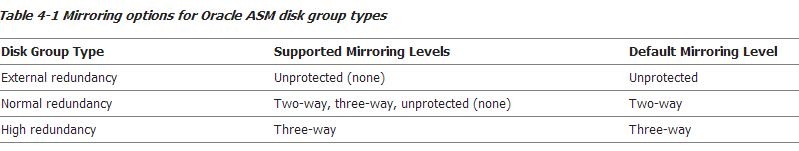 Table 4-1 Mirroring options for Oracle ASM disk group types
Disk Group Type Supported Mirroring Levels Default Mirroring Level
External redundancy Unprotected (none) Unprotected
Normal redundancy Two-way, three-way, unprotected (none) Two-way
High redundancy Three-way Three-way